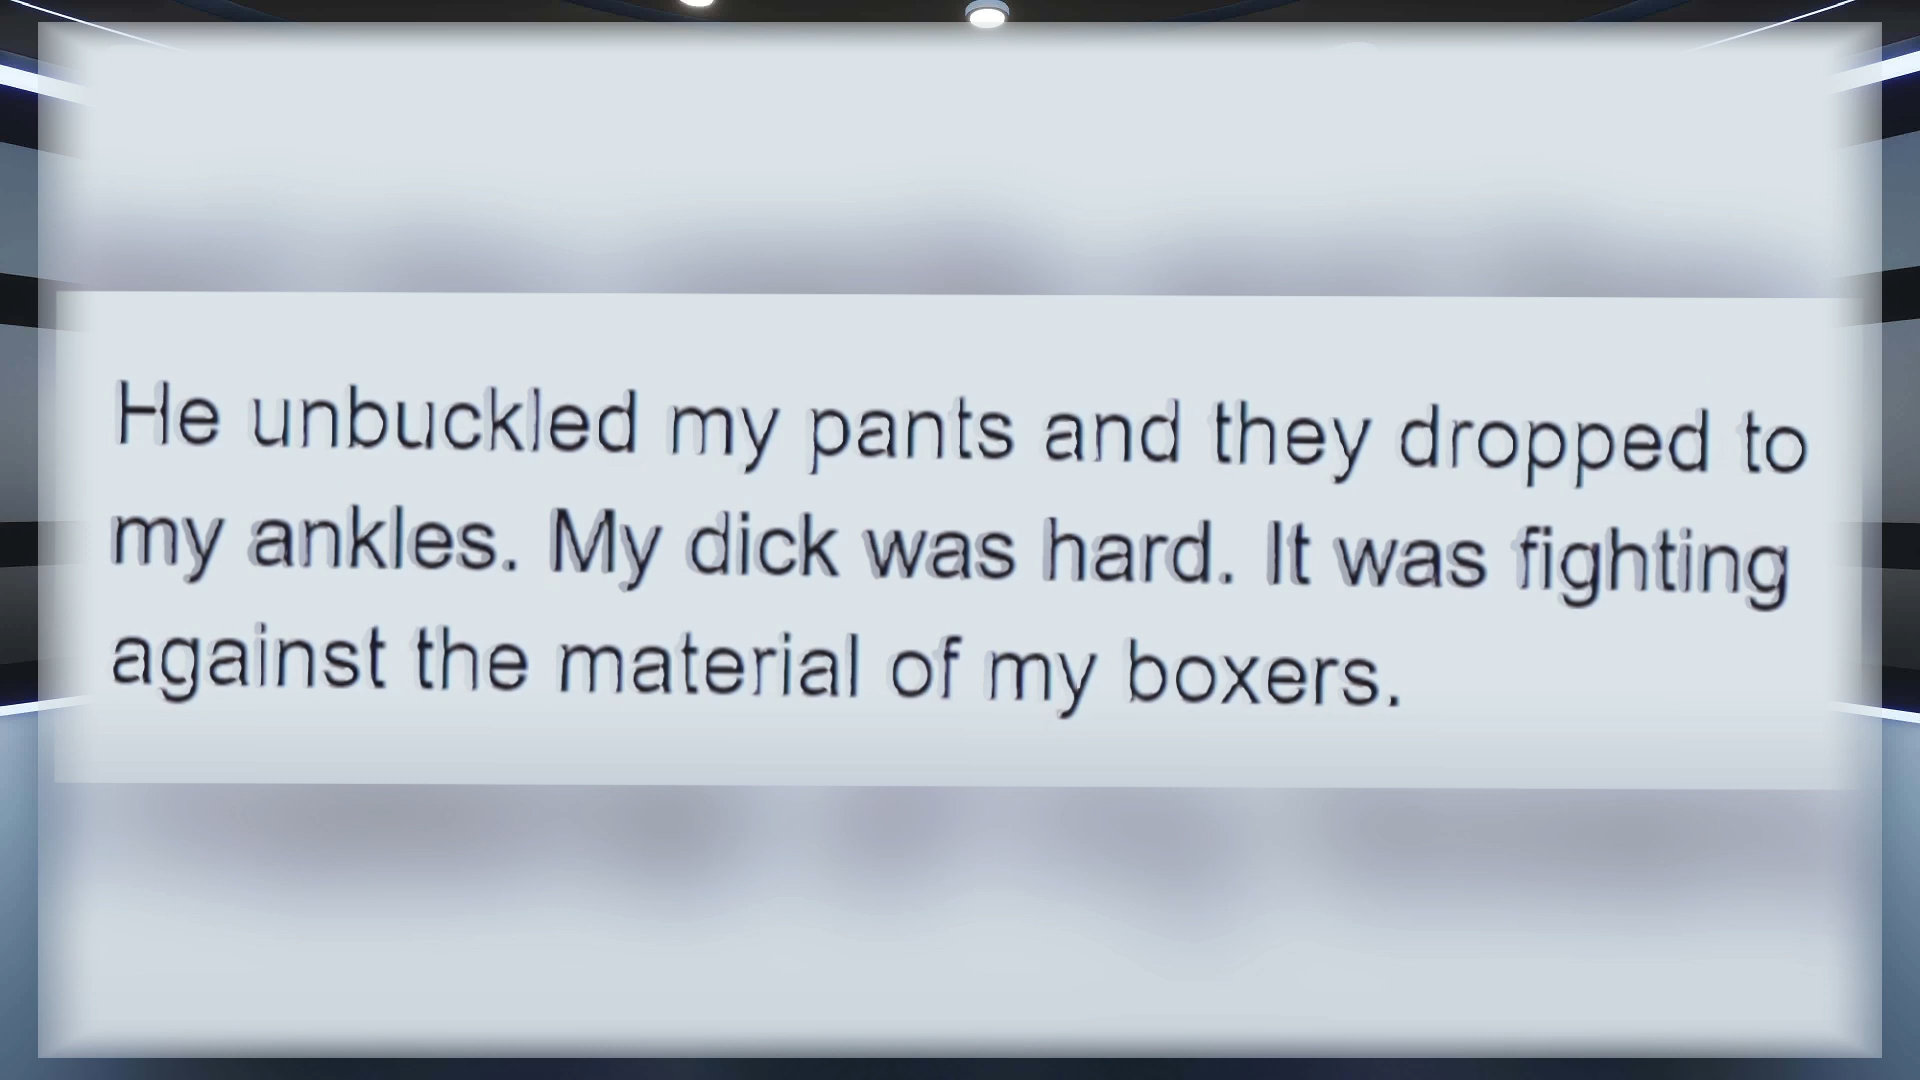 He unbuckled my pants and they dropped to
my ankles. My dick was hard. It was fighting
against the material of my boxers.